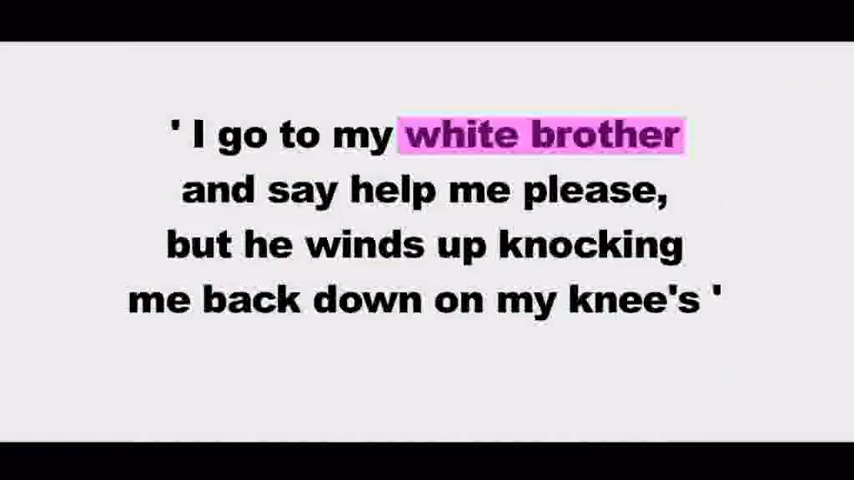 ' I go to my white brother
and say help me please,
but he winds up knocking
me back down on my knee's '